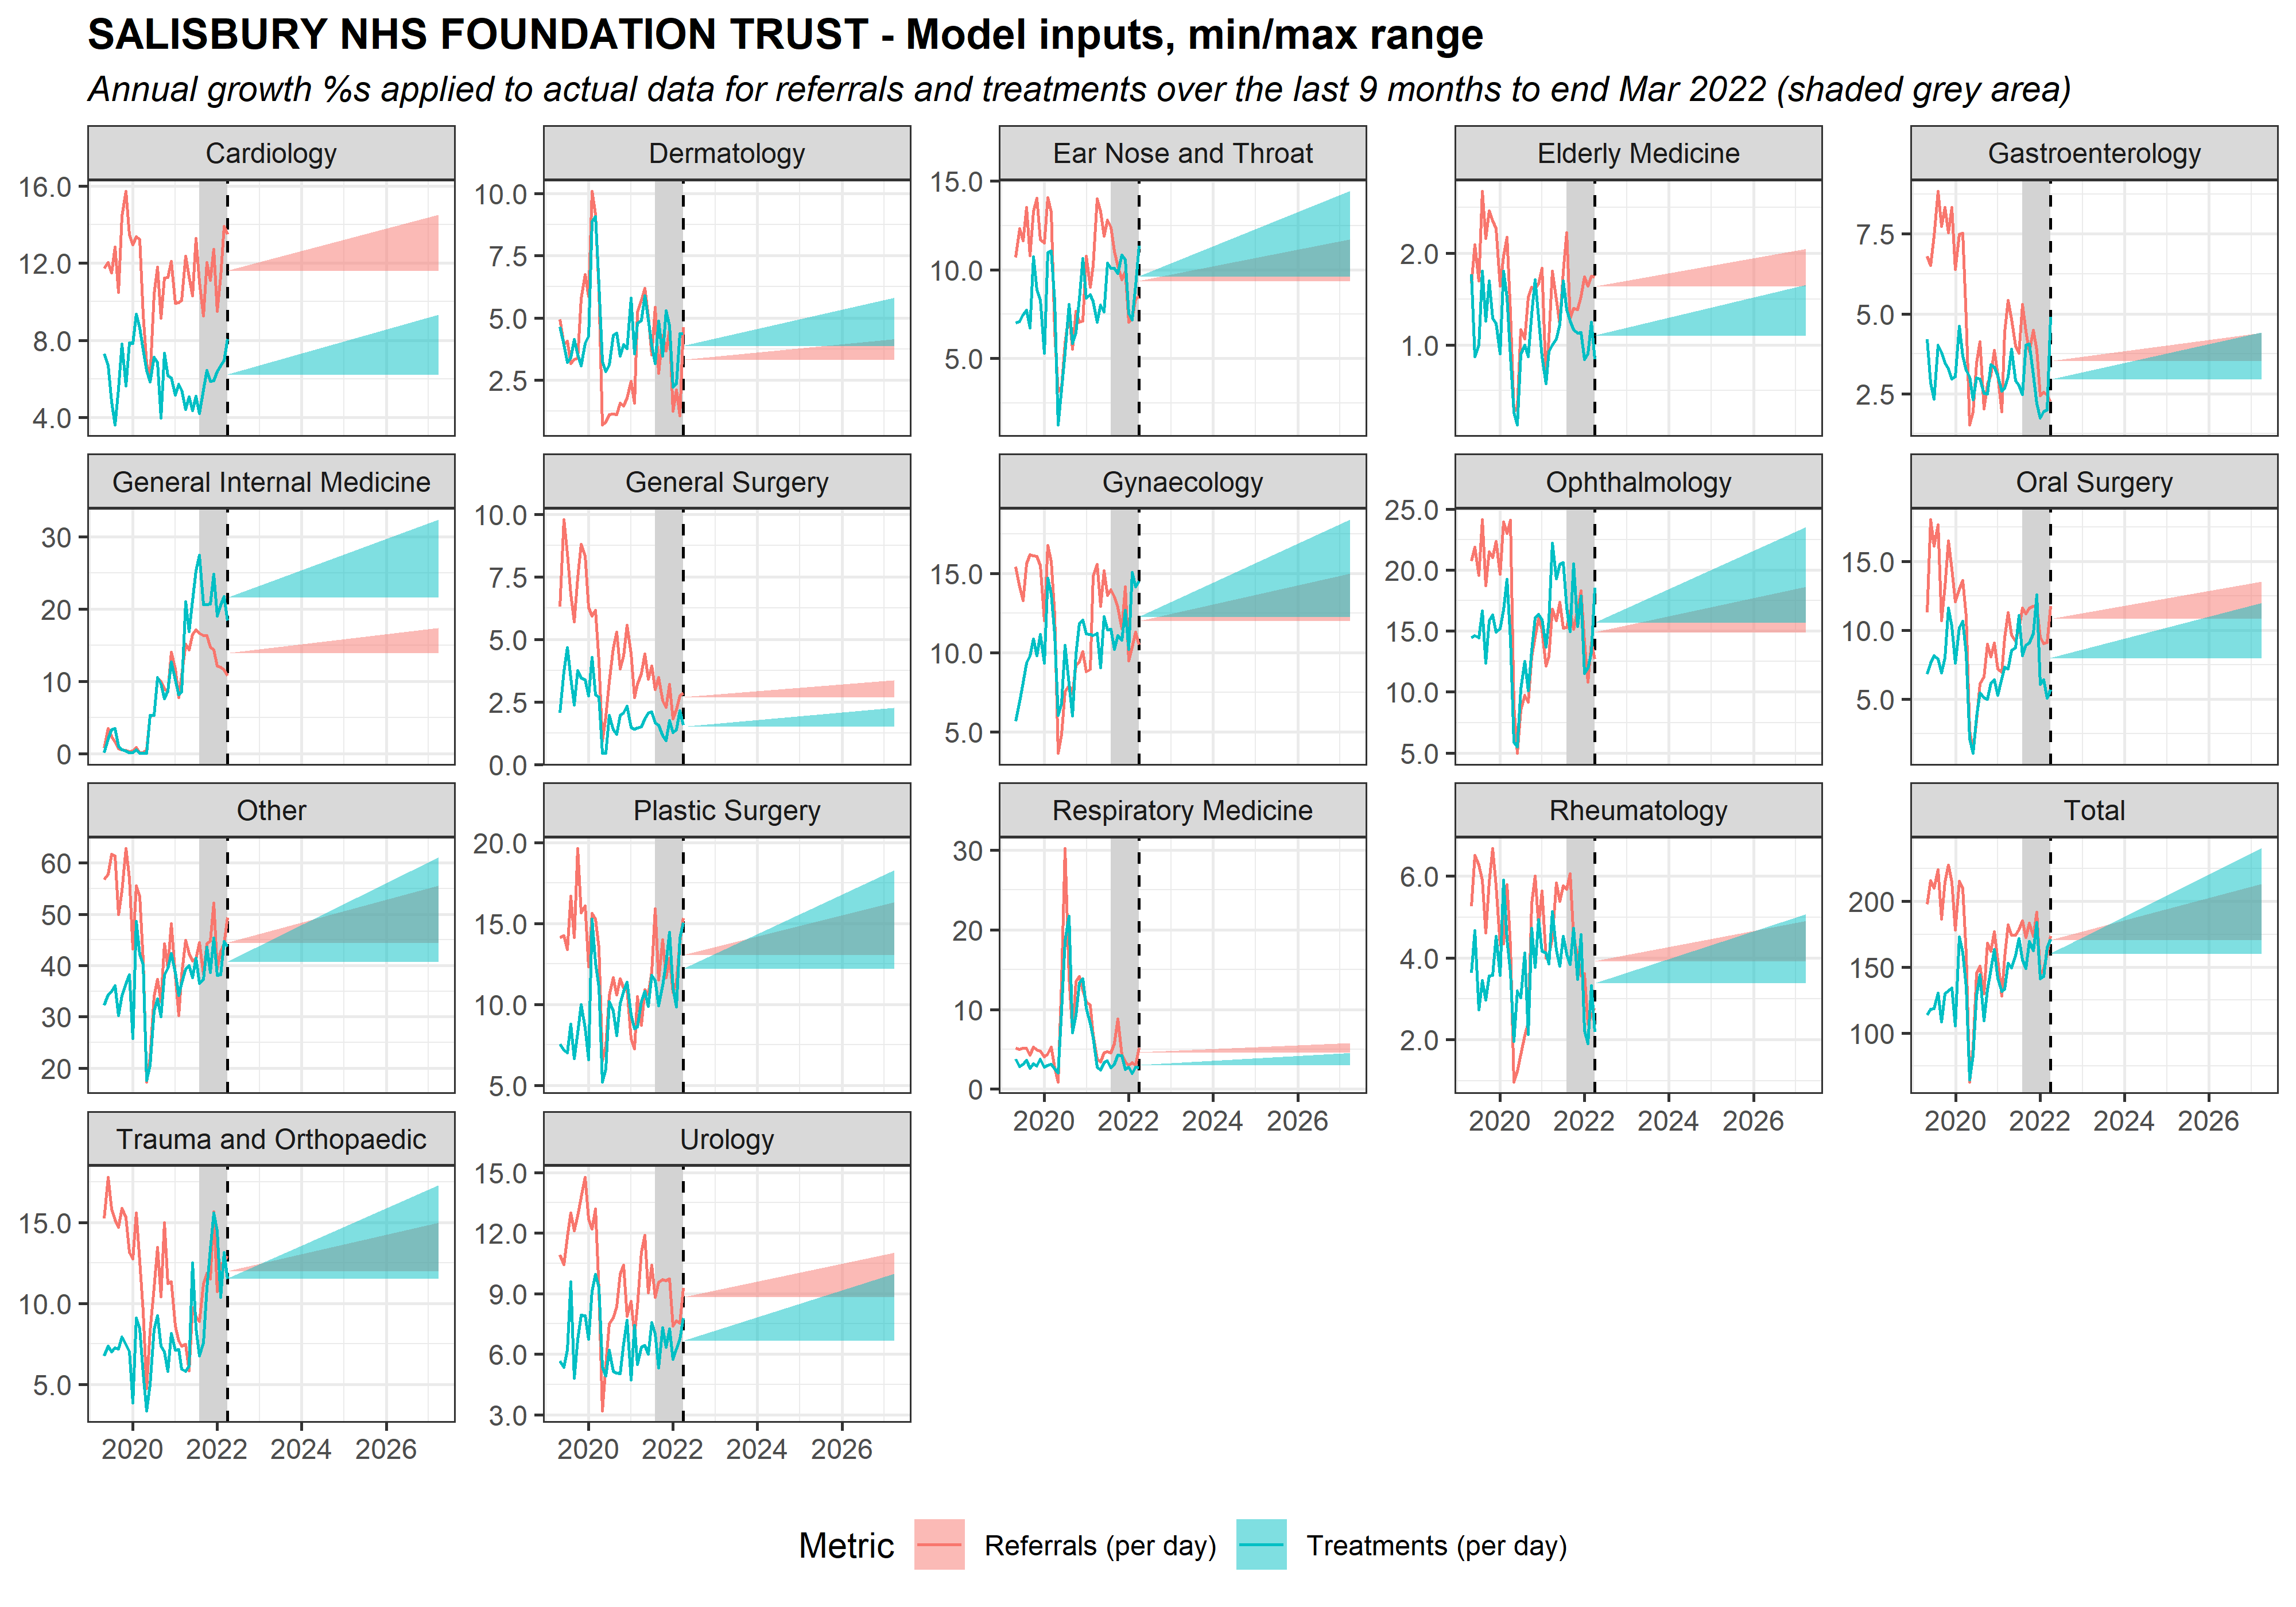 SALISBURY NHS FOUNDATION TRUST - Model inputs, min/max range
Annual growth %s applied to actual data for referrals and treatments over the last 9 months to end Mar 2022 (shaded grey area)
Cardiology
16.0
12.0
8.0
4.0
Dermatology
10.0
7.5
5.0
2.5
Ear Nose and Throat
15.0
10.0
5.0
Elderly Medicine
2.0
1.0
Gastroenterology
7.5
5.0
2.5
General Internal Medicine
30
20
10
0
General Surgery
10.0
7.5
5.0
2.5
0.0
Gynaecology
15.0
10.0
5.0
Ophthalmology
25.0
20.0
15.0
10.0
5.0
Oral Surgery
15.0
10.0
5.0
Other
60
50
40
30
20
Plastic Surgery
20.0
15.0
10.0
5.0
Respiratory Medicine
30
20
10
0
2020 2022 2024 2026
Rheumatology
6.0
4.0
2.0
2020 2022 2024 2026
Total
200
150
100
2020 2022 2024 2026
Trauma and Orthopaedic
15.0
10.0
5.0
2020 2022 2024 2026
Urology
15.0
12.0
9.0
6.0
3.0
2020 2022 2024 2026
Metric Referrals (per day) Treatments (per day)